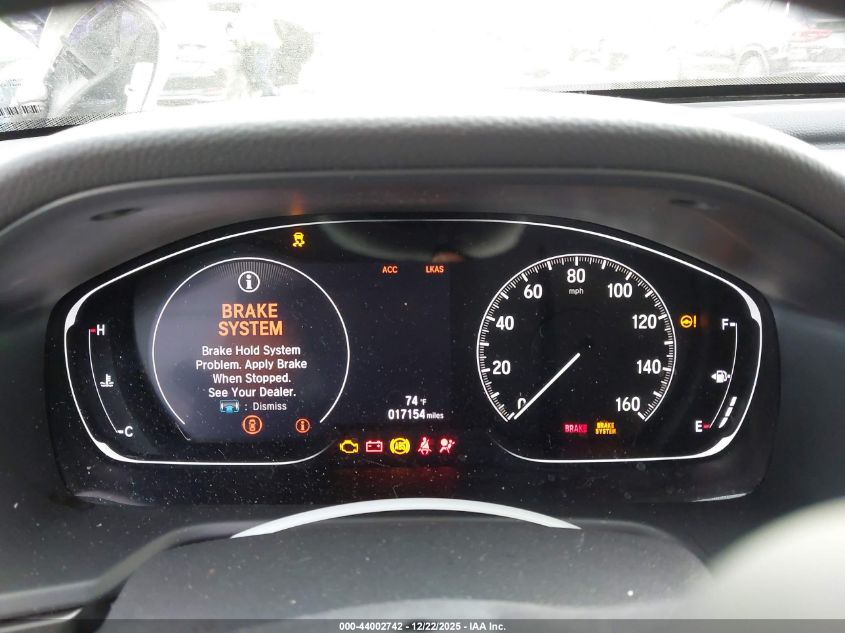 BRAKE
SYSTEM
Brake Hold System
Problem. Apply Brake
When Stopped.
See Your Dealer.
: Dismiss
H
C
ACC LKAS
74 °F
017154 miles
ABS
0
20
40
60
80
100
120
140
160
mph
BRAKE
BRAKE
SYSTEM
F
E
000-44002742 - 12/22/2025 - IAA Inc.